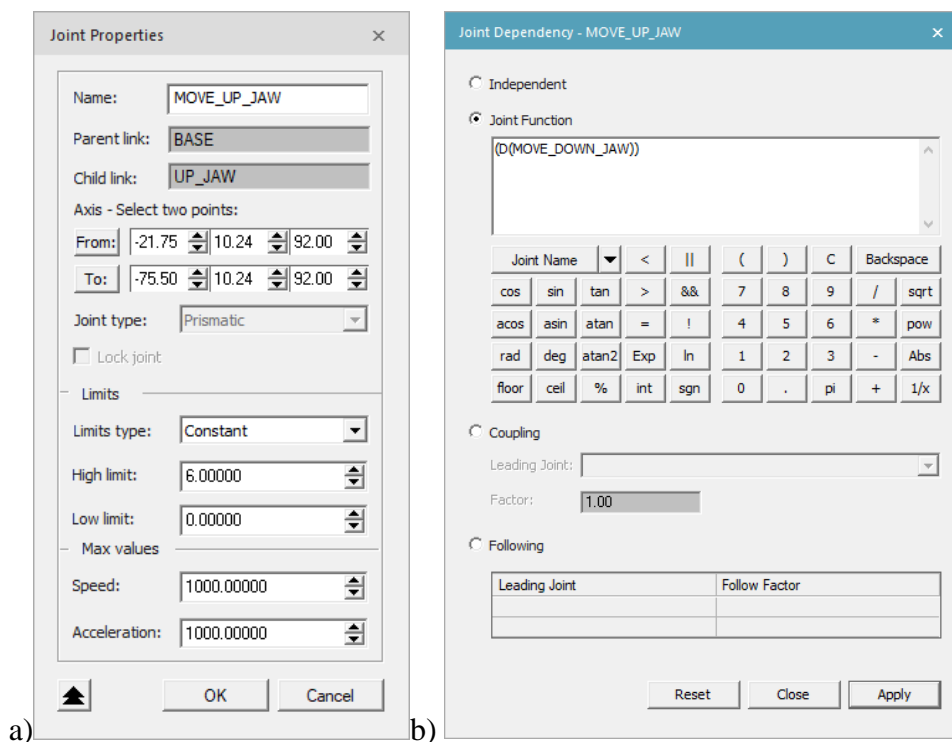 Joint Properties
Name: MOVE_UP_JAW
Parent link: BASE
Child link: UP_JAW
Axis - Select two points:
From: -21.75 10.24 92.00
To: -75.50 10.24 92.00
Joint type: Prismatic
Lock joint
Limits
Limits type: Constant
High limit: 6.00000
Low limit: 0.00000
Max values
Speed: 1000.00000
Acceleration: 1000.00000
OK Cancel
a)
Joint Dependency - MOVE_UP_JAW
Independent
Joint Function
(D(MOVE_DOWN_JAW))
Joint Name < || ( ) C Backspace
cos sin tan > && 7 8 9 / sqrt
acos asin atan = ! 4 5 6 * pow
rad deg atan2 Exp ln 1 2 3 - Abs
floor ceil % int sgn 0 . pi + 1/x
Coupling
Leading Joint:
Factor: 1.00
Following
Leading Joint Follow Factor
Reset Close Apply
b)